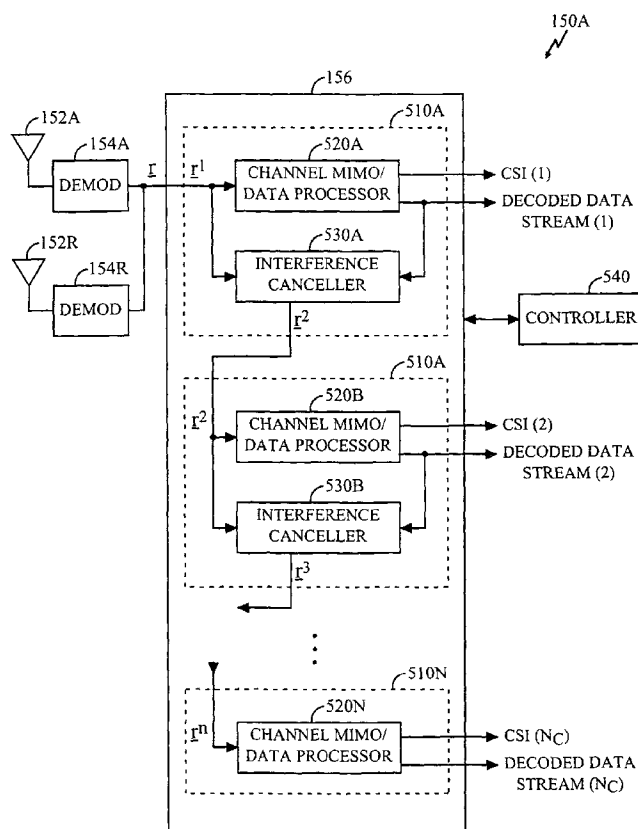 150A
156
152A
154A
DEMOD
r
r1
510A
520A
CHANNEL MIMO/
DATA PROCESSOR
CSI (1)
DECODED DATA
STREAM (1)
530A
INTERFERENCE
CANCELLER
r2
152R
154R
DEMOD
540
CONTROLLER
510A
r2
520B
CHANNEL MIMO/
DATA PROCESSOR
CSI (2)
DECODED DATA
STREAM (2)
530B
INTERFERENCE
CANCELLER
r3
510N
rn
520N
CHANNEL MIMO/
DATA PROCESSOR
CSI (NC)
DECODED DATA
STREAM (NC)